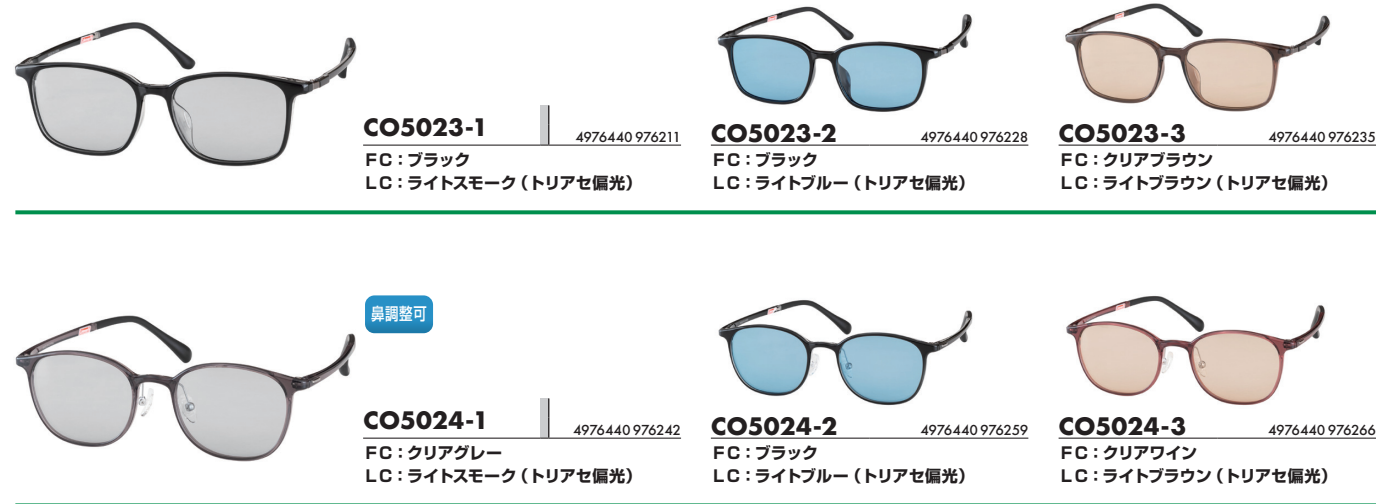 CO5023-1 4976440 976211
FC：ブラック
LC：ライトスモーク（トリアセ偏光）
CO5023-2 4976440 976228
FC：ブラック
LC：ライトブルー（トリアセ偏光）
CO5023-3 4976440 976235
FC：クリアブラウン
LC：ライトブラウン（トリアセ偏光）
鼻調整可
CO5024-1 4976440 976242
FC：クリアグレー
LC：ライトスモーク（トリアセ偏光）
CO5024-2 4976440 976259
FC：ブラック
LC：ライトブルー（トリアセ偏光）
CO5024-3 4976440 976266
FC：クリアワイン
LC：ライトブラウン（トリアセ偏光）